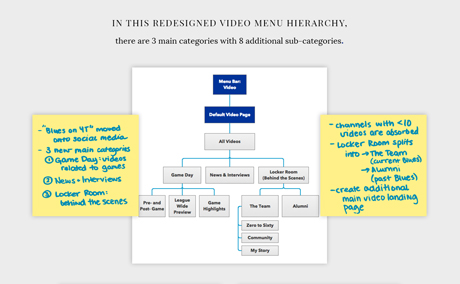 IN THIS REDESIGNED VIDEO MENU HIERARCHY,
there are 3 main categories with 8 additional sub-categories.
- "Blues on YT" moved
onto social media
- 3 new main categories
① Game Day: videos
related to games
② News + Interviews
③ Locker Room:
behind the scenes
Menu Bar:
Video
Default Video Page
All Videos
Game Day
News & Interviews
Locker Room
(Behind the Scenes)
Pre- and
Post- Game
League Wide
Preview
Game
Highlights
The Team
Alumni
Zero to Sixty
Community
My Story
- channels with <10
videos are absorbed
- Locker Room splits
into → The Team
(current Blues)
→ Alumni
(past Blues)
- create additional
main video landing
page